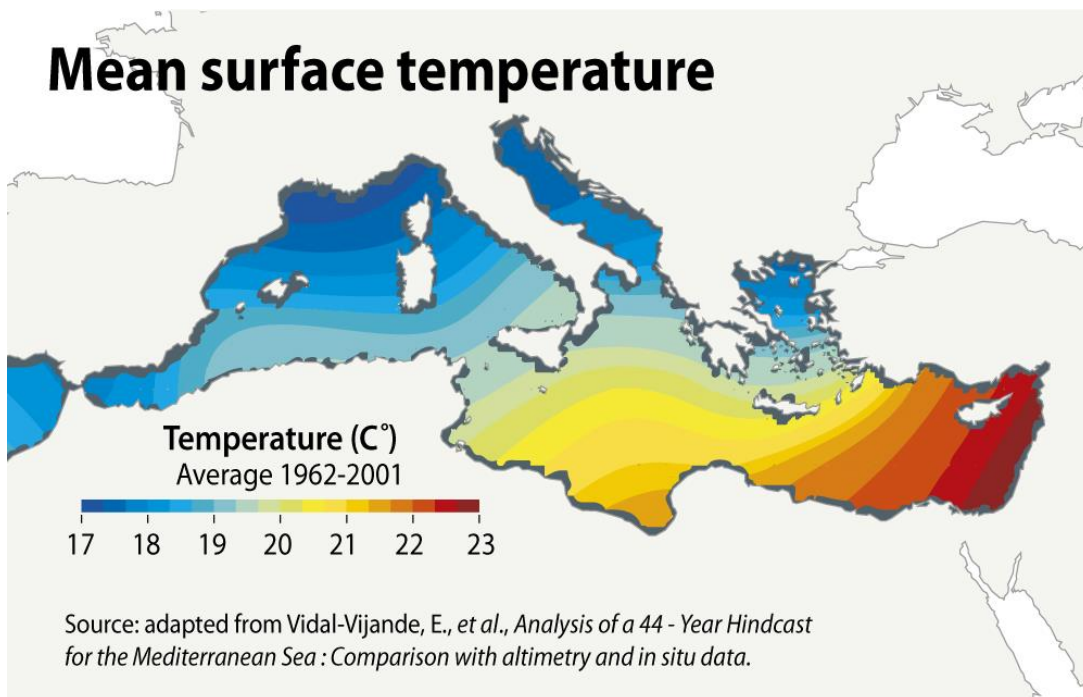 Mean surface temperature
Temperature (C°)
Average 1962-2001
17 18 19 20 21 22 23
Source: adapted from Vidal-Vijande, E., et al., Analysis of a 44 - Year Hindcast
for the Mediterranean Sea : Comparison with altimetry and in situ data.